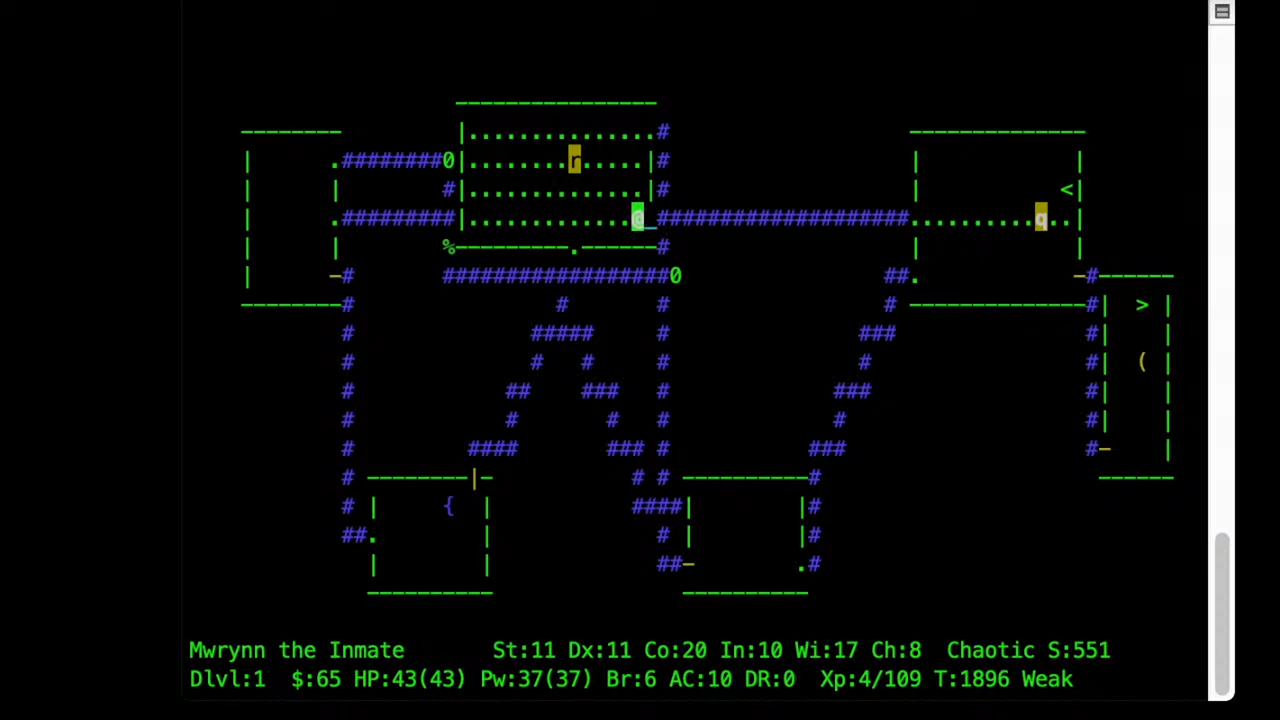 Mwrynn the Inmate St:11 Dx:11 Co:20 In:10 Wi:17 Ch:8 Chaotic S:551
Dlvl:1 $:65 HP:43(43) Pw:37(37) Br:6 AC:10 DR:0 Xp:4/109 T:1896 Weak